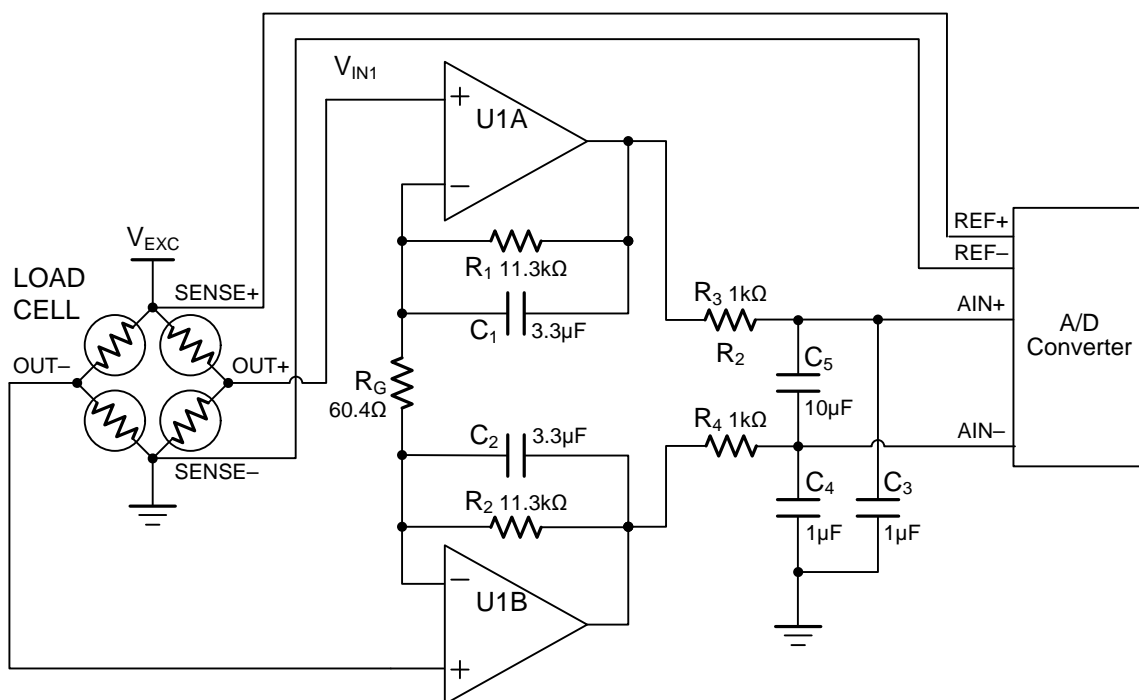 V_IN1
+
U1A
−
V_EXC
LOAD
CELL
SENSE+
OUT−
OUT+
SENSE−
R_1 11.3kΩ
C_1
3.3µF
R_G
60.4Ω
C_2
3.3µF
R_2 11.3kΩ
−
U1B
+
R_3 1kΩ
R_2
C_5
10µF
R_4 1kΩ
C_4
1µF
C_3
1µF
REF+
REF−
AIN+
AIN−
A/D
Converter